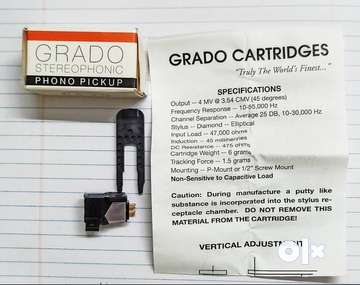 GRADO
STEREOPHONIC
PHONO PICKUP
GRADO CARTRIDGES
"Truly The World's Finest..."
SPECIFICATIONS
Output -- 4 MV @ 3.54 CMV (45 degrees)
Frequency Response -- 10-55,000 Hz
Channel Separation -- Average 25 DB, 10-30,000 Hz
Stylus -- Diamond -- Elliptical
Input Load -- 47,000 ohms
Induction -- 45 millihenries
DC Resistance -- 475 ohms
Cartridge Weight -- 6 grams
Tracking Force -- 1.5 grams
Mounting -- P-Mount or 1/2" Screw Mount
Non-Sensitive to Capacitive Load
Caution: During manufacture a putty like
substance is incorporated into the stylus re-
ceptacle chamber. DO NOT REMOVE THIS
MATERIAL FROM THE CARTRIDGE!
VERTICAL ADJUSTMENT
olx